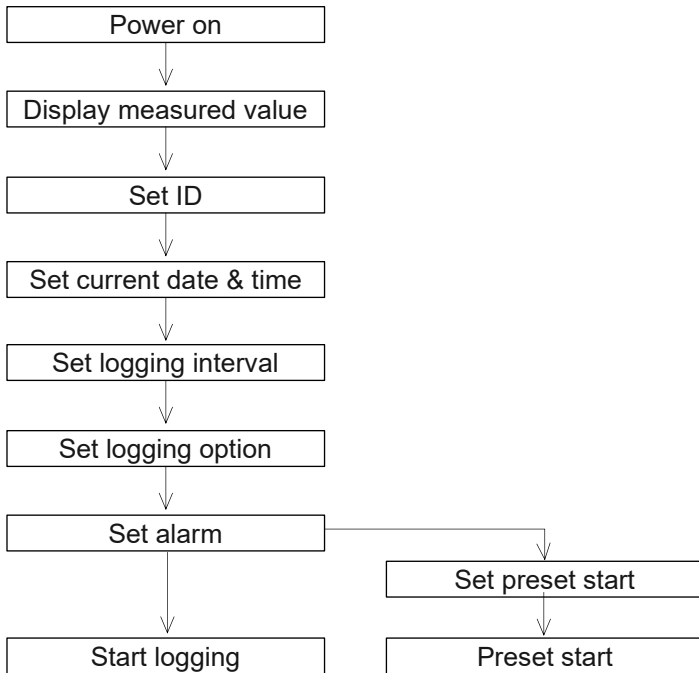 Power on
Display measured value
Set ID
Set current date & time
Set logging interval
Set logging option
Set alarm
Set preset start
Start logging
Preset start